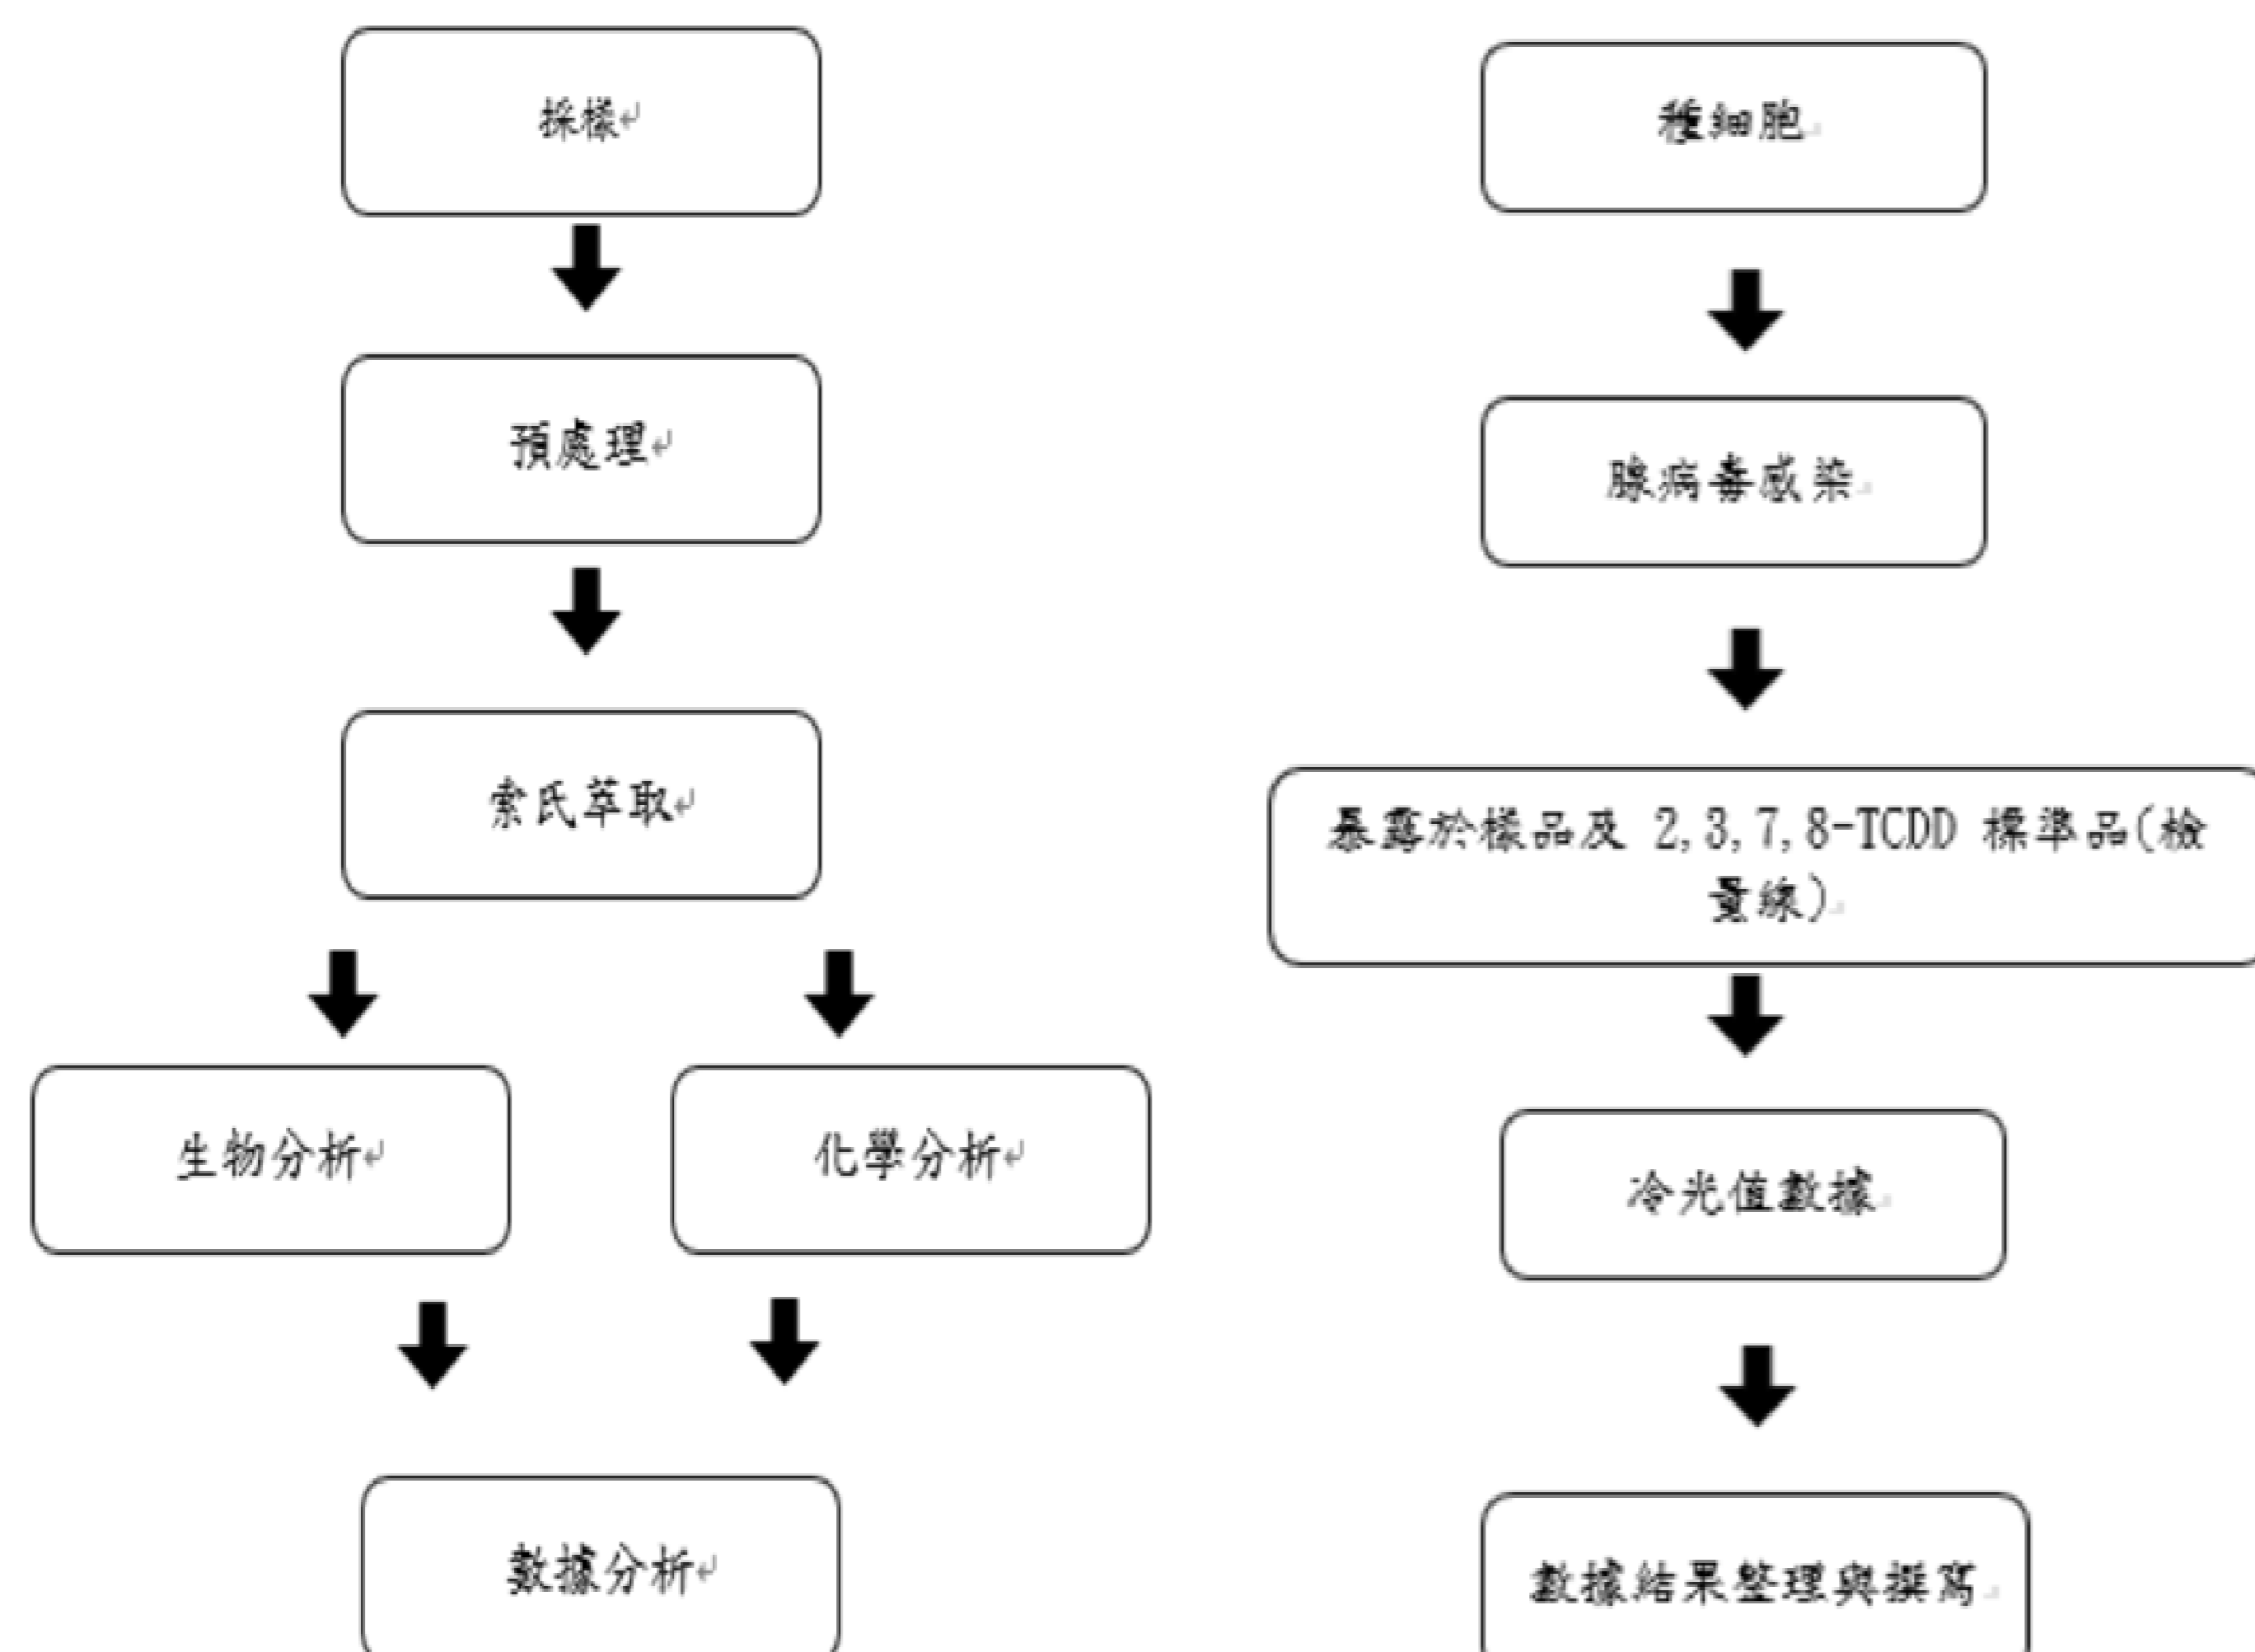 採樣
預處理
索氏萃取
生物分析
化學分析
數據分析
種細胞
腺病毒感染
暴露於樣品及 2,3,7,8-TCDD 標準品(檢
量線)
冷光值數據
數據結果整理與撰寫